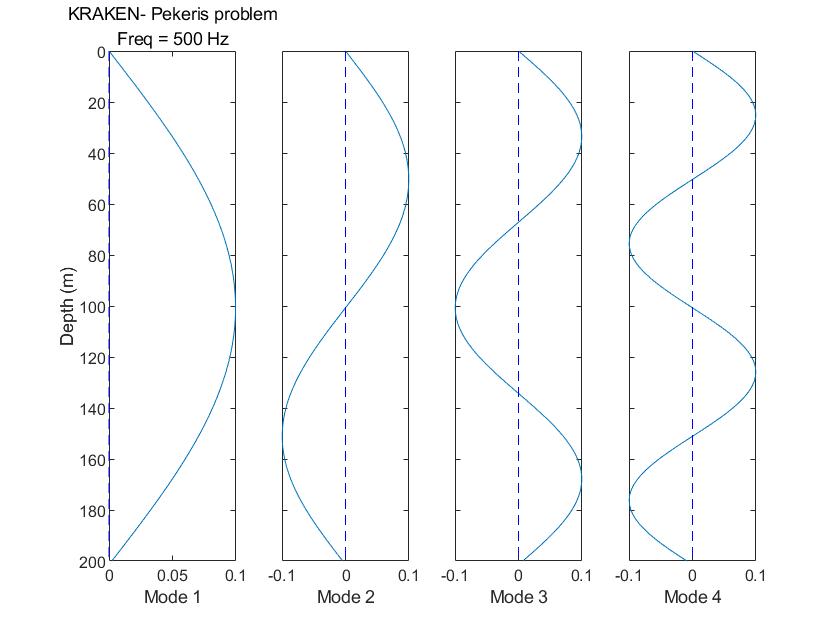 KRAKEN- Pekeris problem
Freq = 500 Hz
0
20
40
60
80
100
120
140
160
180
200
Depth (m)
0 0.05 0.1
-0.1 0 0.1
-0.1 0 0.1
-0.1 0 0.1
Mode 1
Mode 2
Mode 3
Mode 4